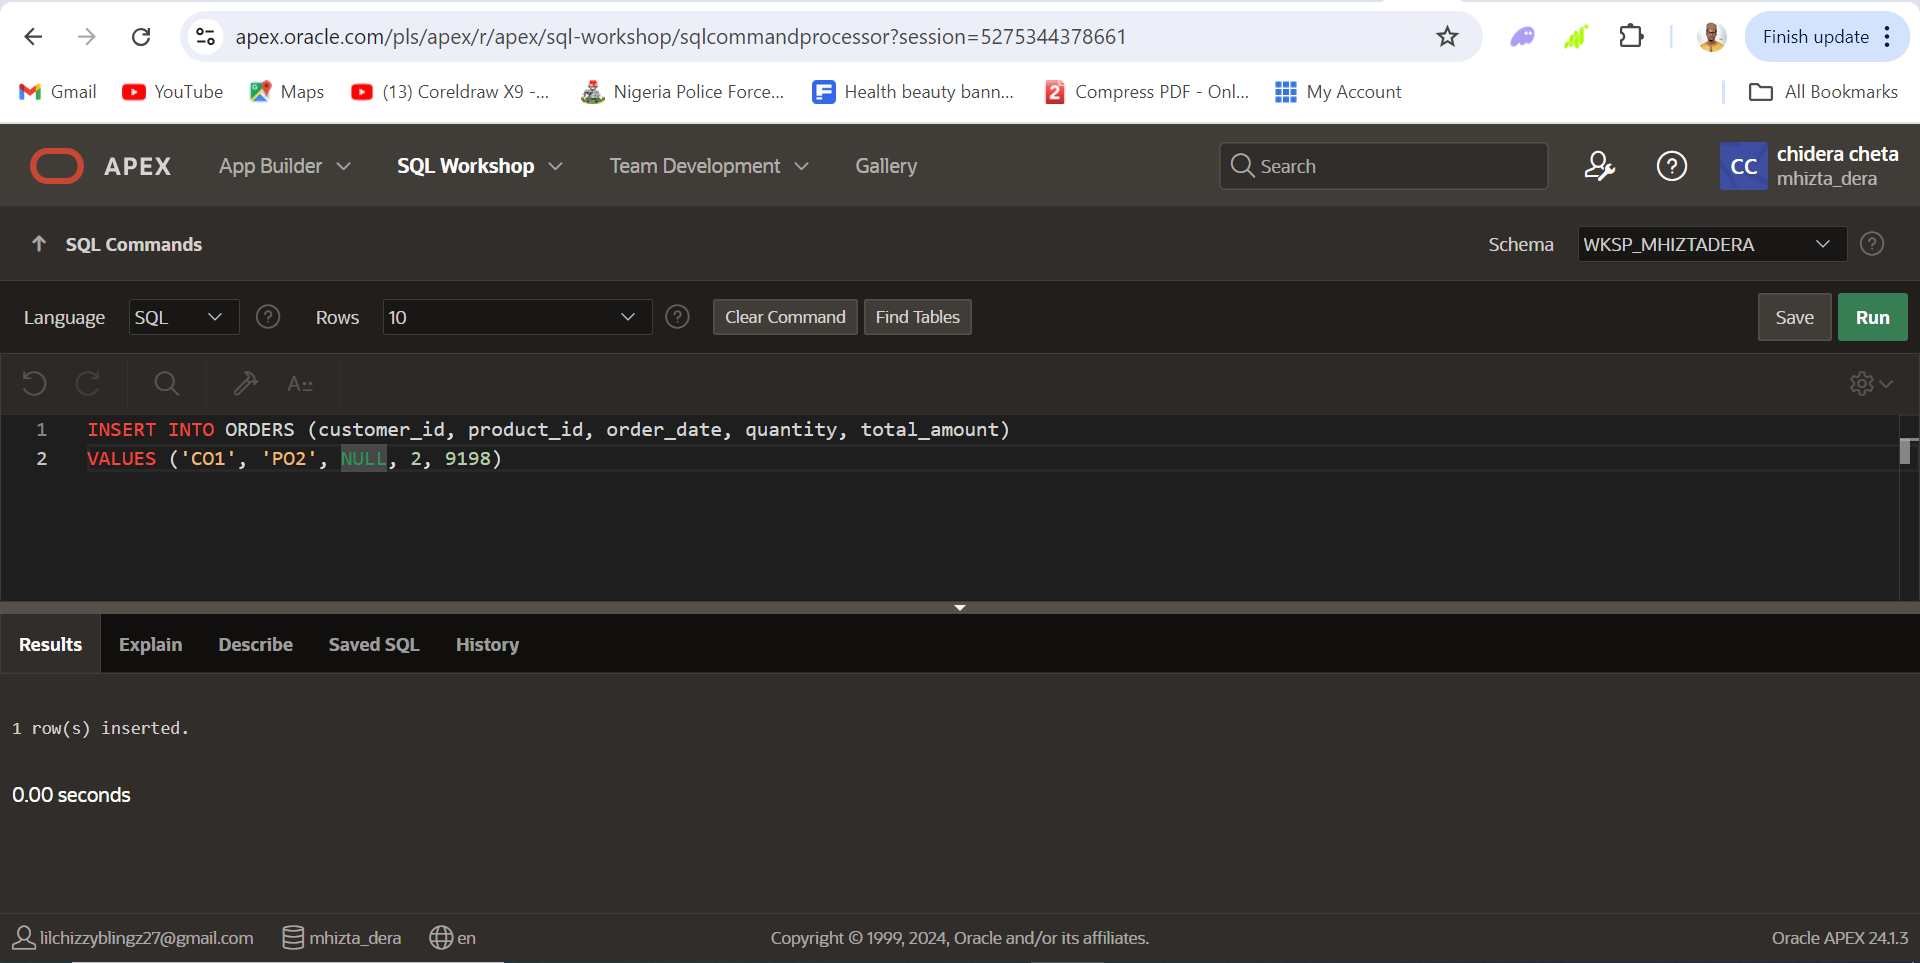 apex.oracle.com/pls/apex/r/apex/sql-workshop/sqlcommandprocessor?session=5275344378661
Finish update
Gmail
YouTube
Maps
(13) Coreldraw X9 -...
Nigeria Police Force...
Health beauty bann...
2
Compress PDF - Onl...
My Account
All Bookmarks
APEX
App Builder
SQL Workshop
Team Development
Gallery
Search
CC
chidera cheta
mhizta_dera
SQL Commands
Schema
WKSP_MHIZTADERA
Language
SQL
Rows
10
Clear Command
Find Tables
Save
Run
1 INSERT INTO ORDERS (customer_id, product_id, order_date, quantity, total_amount)
2 VALUES ('CO1', 'PO2', NULL, 2, 9198)
Results
Explain
Describe
Saved SQL
History
1 row(s) inserted.
0.00 seconds
lilchizzyblingz27@gmail.com
mhizta_dera
en
Copyright © 1999, 2024, Oracle and/or its affiliates.
Oracle APEX 24.1.3